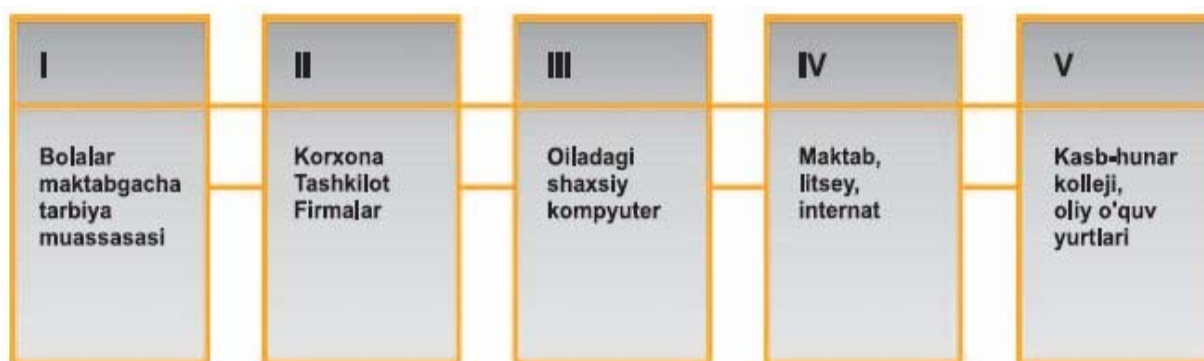 I
Bolalar
maktabgacha
tarbiya
muassasasi
II
Korxona
Tashkilot
Firmalar
III
Oiladagi
shaxsiy
kompyuter
IV
Maktab,
litsey,
internat
V
Kasb-hunar
kolleji,
oliy o'quv
yurtlari